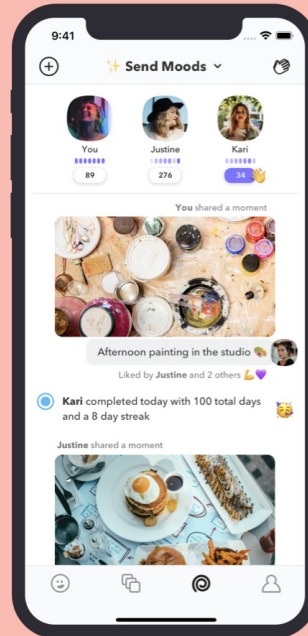 9:41
Send Moods
You
Justine
Kari
89
276
34
You shared a moment
Afternoon painting in the studio
Liked by Justine and 2 others
Kari completed today with 100 total days
and a 8 day streak
Justine shared a moment